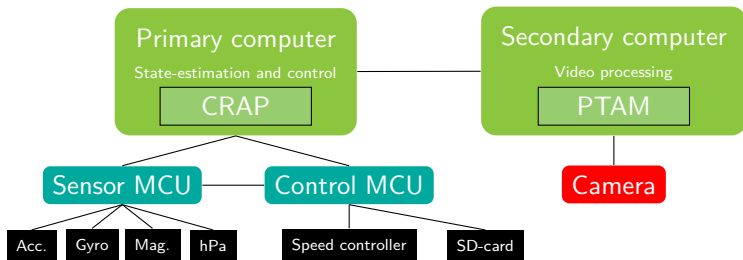 Primary computer
State-estimation and control
CRAP
Secondary computer
Video processing
PTAM
Sensor MCU
Control MCU
Camera
Acc.
Gyro
Mag.
hPa
Speed controller
SD-card